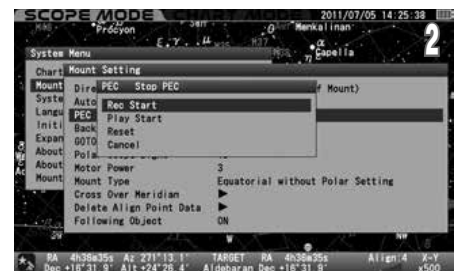 SCOPE MODE
2011/07/05 14:25:38
2
Procyon
Menkalinan
Capella
System Menu
Chart
Mount Setting
Mount
Dire
PEC Stop PEC
f Mount)
Syste
Auto
Rec Start
Langu
PEC
Play Start
Initi
Back
Reset
Expan
GOTO
Cancel
About
Pola
About
Motor Power 3
Mount
Mount Type Equatorial without Polar Setting
Cross Over Meridian ▶
Delete Align Point Data ▶
Following Object ON
W
NW
RA 4h36m35s Az 271°13.1' TARGET RA 4h36m35s Align:4 X-Y
Dec +16°31.9' Alt +24°28.4' Aldebaran Dec +16°31.9' x500